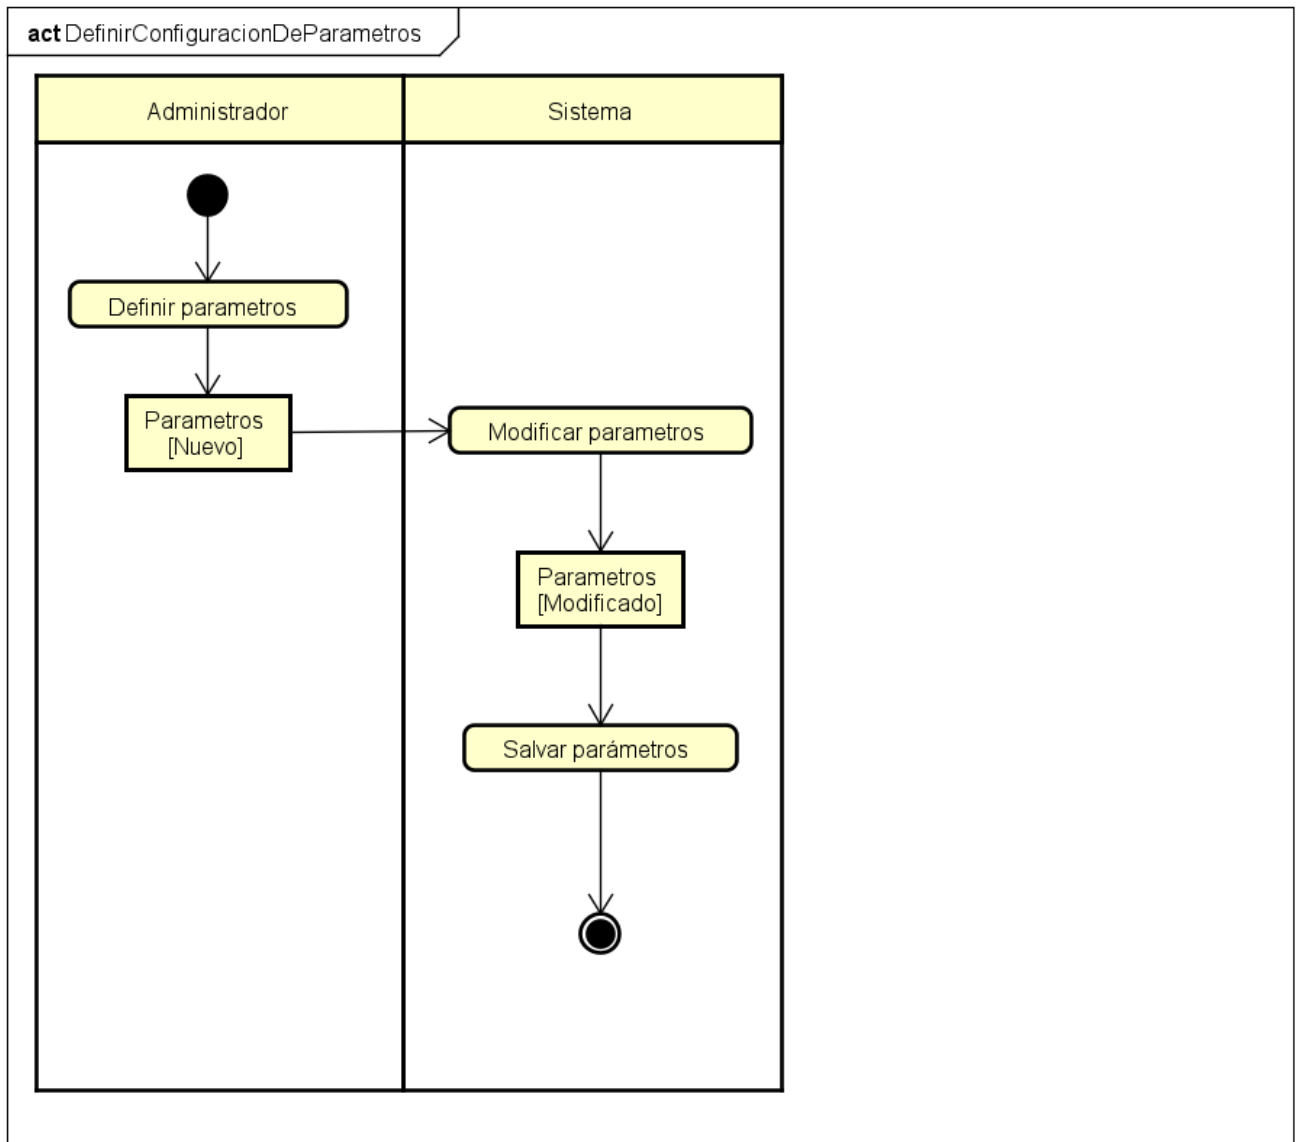 act DefinirConfiguracionDeParametros
Administrador
Sistema
Definir parametros
Parametros
[Nuevo]
Modificar parametros
Parametros
[Modificado]
Salvar parámetros